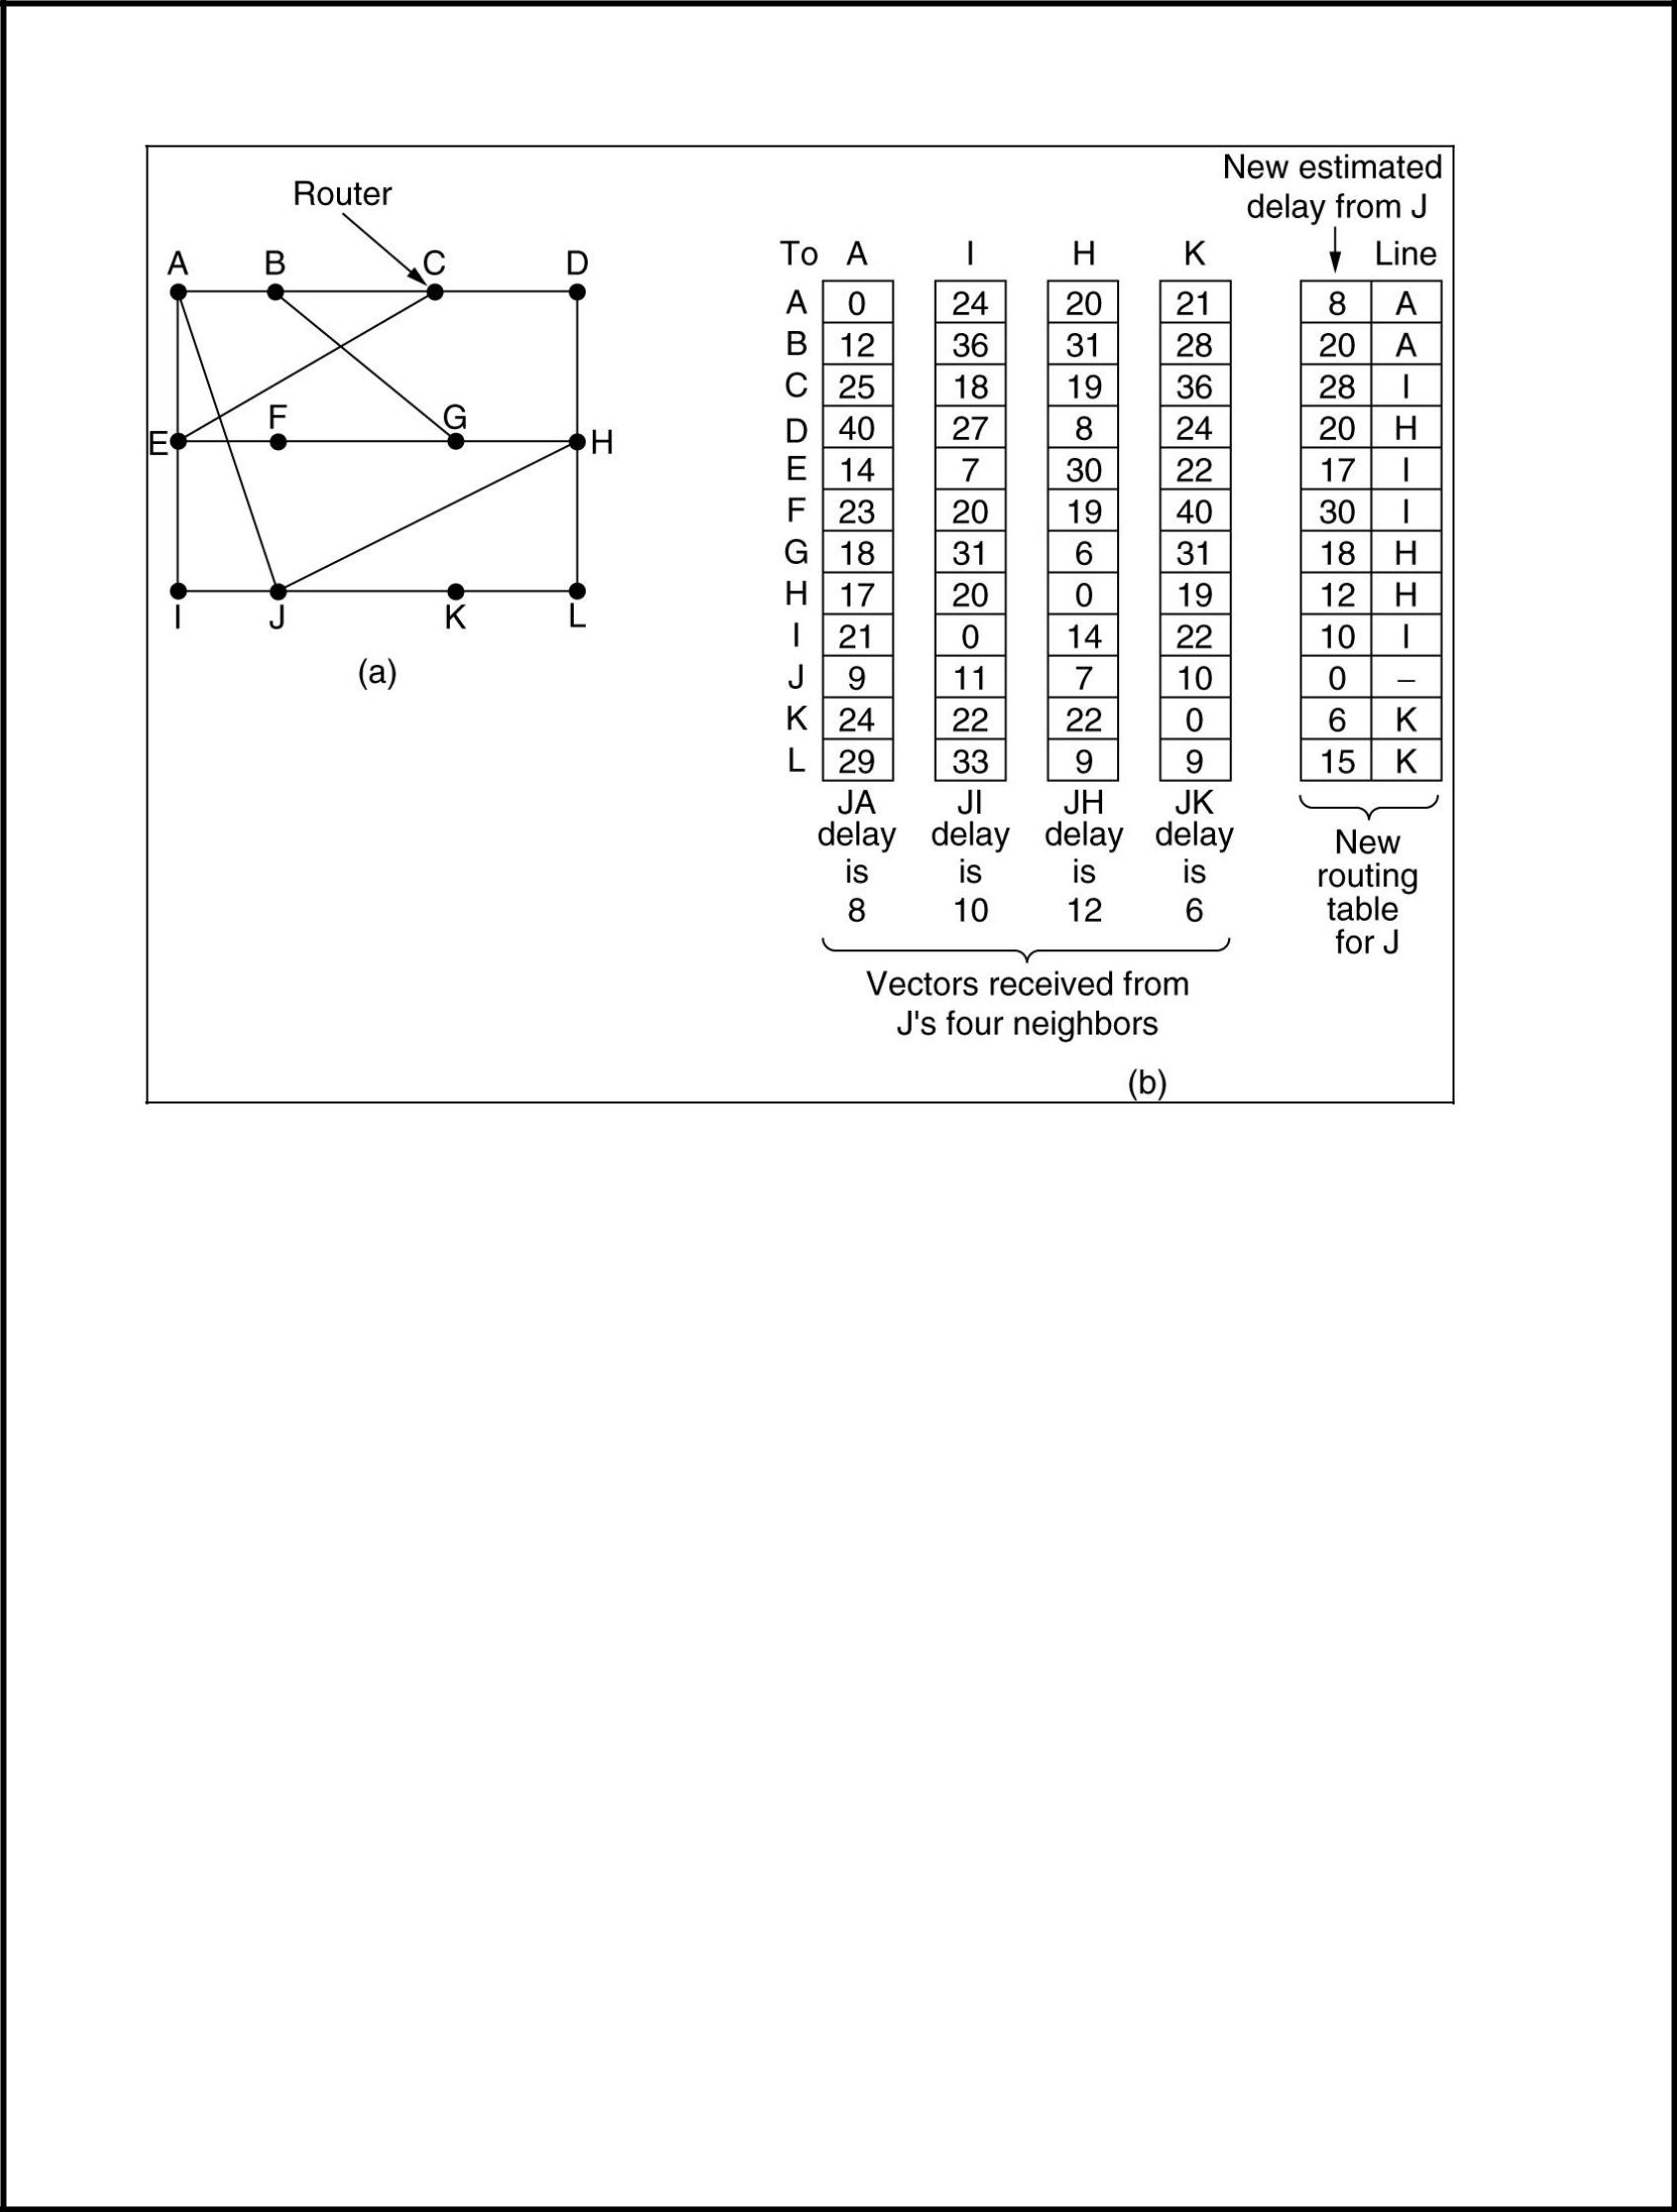 Router
A B C D
E F G H
I J K L
(a)
New estimated
delay from J
To A I H K Line
A 0 24 20 21 8 A
B 12 36 31 28 20 A
C 25 18 19 36 28 I
D 40 27 8 24 20 H
E 14 7 30 22 17 I
F 23 20 19 40 30 I
G 18 31 6 31 18 H
H 17 20 0 19 12 H
I 21 0 14 22 10 I
J 9 11 7 10 0 –
K 24 22 22 0 6 K
L 29 33 9 9 15 K
JA JI JH JK
delay delay delay delay
is is is is
8 10 12 6
New
routing
table
for J
Vectors received from
J's four neighbors
(b)